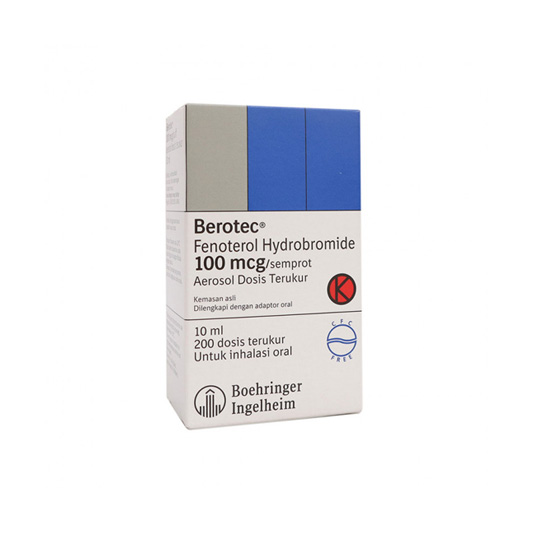 Berotec®
Fenoterol Hydrobromide
100 mcg/semprot
Aerosol Dosis Terukur
Kemasan asli
Dilengkapi dengan adaptor oral
K
10 ml
200 dosis terukur
Untuk inhalasi oral
CFC
FREE
Boehringer
Ingelheim